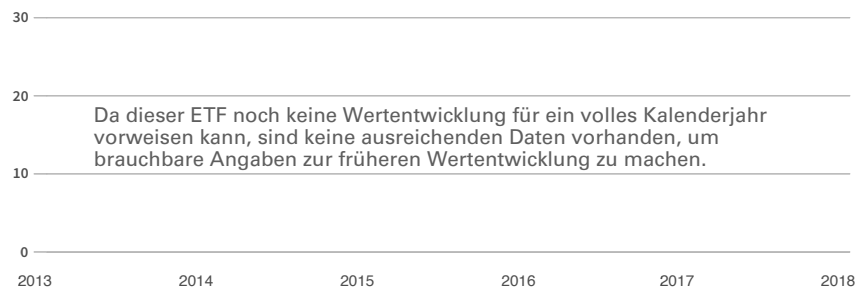 30
20
Da dieser ETF noch keine Wertentwicklung für ein volles Kalenderjahr
vorweisen kann, sind keine ausreichenden Daten vorhanden, um
brauchbare Angaben zur früheren Wertentwicklung zu machen.
10
0
2013 2014 2015 2016 2017 2018